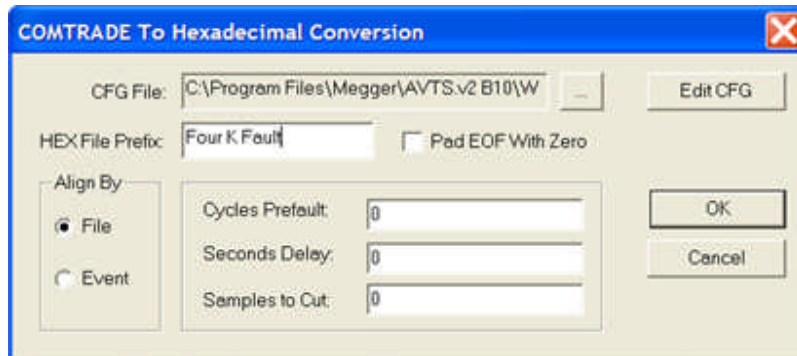 COMTRADE To Hexadecimal Conversion
CFG File: C:\Program Files\Megger\AVTS.v2 B10\W ... Edit CFG
HEX File Prefix: Four K Fault Pad EOF With Zero
Align By
File
Event
Cycles Prefault: 0
Seconds Delay: 0
Samples to Cut: 0
OK
Cancel